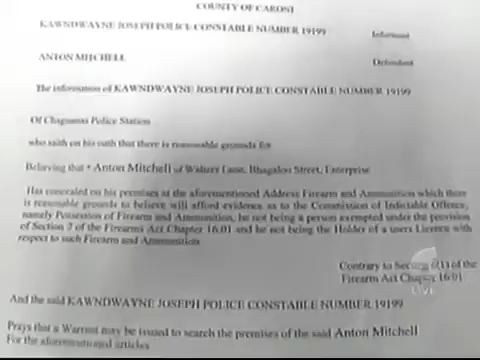 COUNTY OF CARONI
KAWNDWAYNE JOSEPH POLICE CONSTABLE NUMBER 19199
Informant
ANTON MITCHELL
Defendant
The information of KAWNDWAYNE JOSEPH POLICE CONSTABLE NUMBER 19199
Of Chaguanas Police Station
who saith on his oath that there is reasonable grounds for
Believing that • Anton Mitchell of Walters Lane, Bhagaloo Street, Enterprise
Has concealed on his premises at the aforementioned Address Firearm and Ammunition which there
is reasonable grounds to believe will afford evidence as to the Commission of Indictable Offence,
namely Possession of Firearm and Ammunition, he not being a person exempted under the provision
of Section 7 of the Firearms Act Chapter 16:01 and he not being the Holder of a users Licence with
respect to such Firearm and Ammunition
Contrary to Section of the
Firearm Act Chapter 16:01
LIVE
And the said KAWNDWAYNE JOSEPH POLICE CONSTABLE NUMBER 19199
Prays that a Warrant may be issued to search the premises of the said Anton Mitchell
For the aforementioned articles